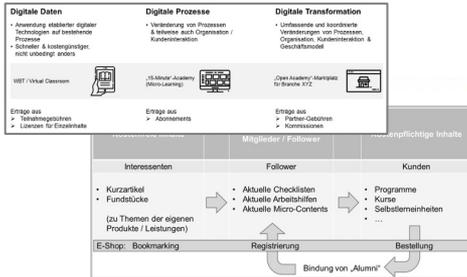 Digitale Daten
Digitale Prozesse
Digitale Transformation
• Anwendung etablierter digitaler
Technologien auf bestehende
Prozesse
• Schneller & kostengünstiger,
nicht unbedingt anders
• Veränderung von Prozessen
& teilweise auch Organisation /
Kundeninteraktion
• Umfassende und koordinierte
Veränderungen von Prozessen,
Organisation, Kundeninteraktion &
Geschäftsmodell
WBT / Virtual Classroom
„15-Minute“-Academy
(Micro-Learning)
„Open Academy“-Marktplatz
für Branche XYZ
Erträge aus
➢ Teilnahmegebühren
➢ Lizenzen für Einzelinhalte
Erträge aus
➢ Abonnements
Erträge aus
➢ Partner-Gebühren
➢ Kommissionen
Mitglieder / Follower
Kostenpflichtige Inhalte
Interessenten
Follower
Kunden
• Kurzartikel
• Fundstücke
(zu Themen der eigenen
Produkte / Leistungen)
• Aktuelle Checklisten
• Aktuelle Arbeitshilfen
• Aktuelle Micro-Contents
• Programme
• Kurse
• Selbstlerneinheiten
• ...
E-Shop: Bookmarking
Registrierung
Bestellung
Bindung von „Alumni“